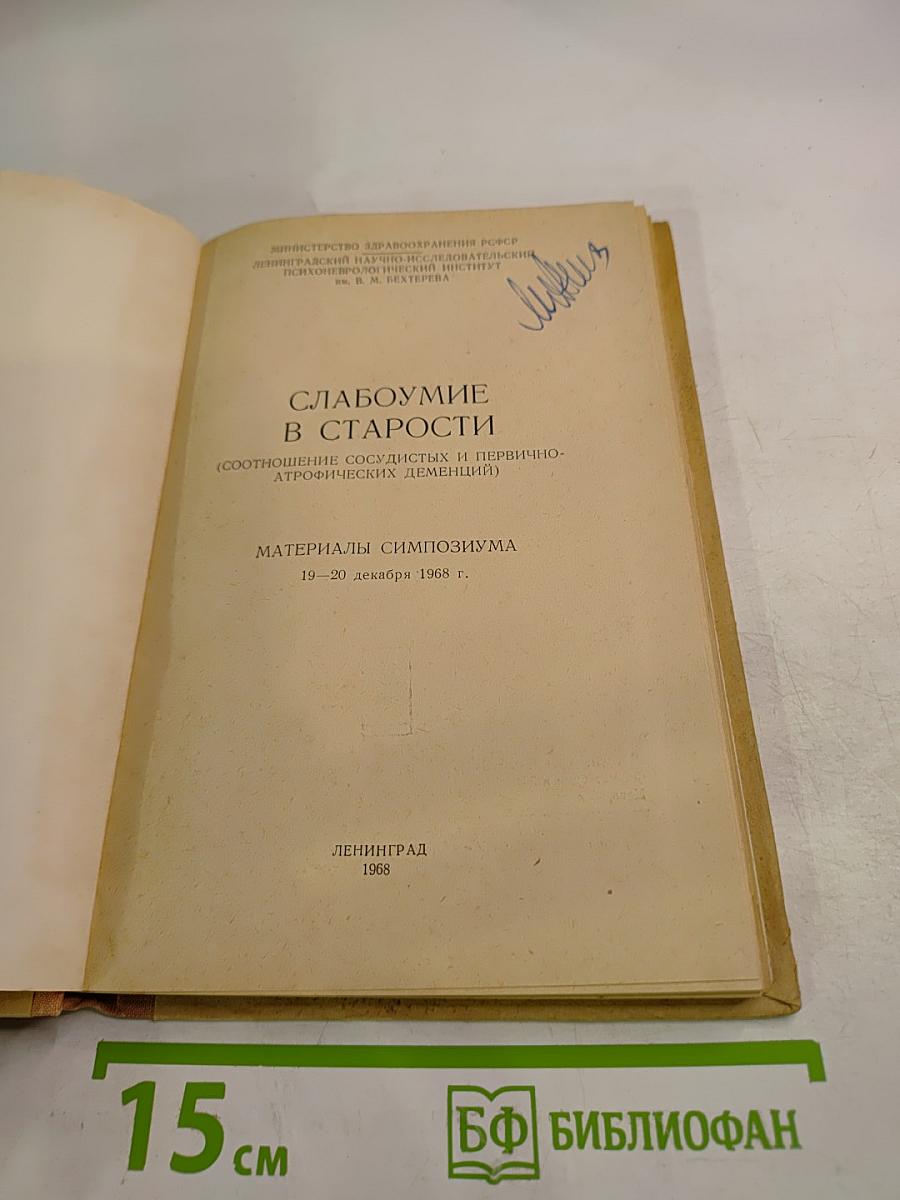 МИНИСТЕРСТВО ЗДРАВООХРАНЕНИЯ РСФСР
ЛЕНИНГРАДСКИЙ НАУЧНО-ИССЛЕДОВАТЕЛЬСКИЙ
ПСИХОНЕВРОЛОГИЧЕСКИЙ ИНСТИТУТ
им. В. М. БЕХТЕРЕВА
СЛАБОУМИЕ
В СТАРОСТИ
(СООТНОШЕНИЕ СОСУДИСТЫХ И ПЕРВИЧНО-
АТРОФИЧЕСКИХ ДЕМЕНЦИЙ)
МАТЕРИАЛЫ СИМПОЗИУМА
19—20 декабря 1968 г.
ЛЕНИНГРАД
1968
15 см
БФ БИБЛИОФАН